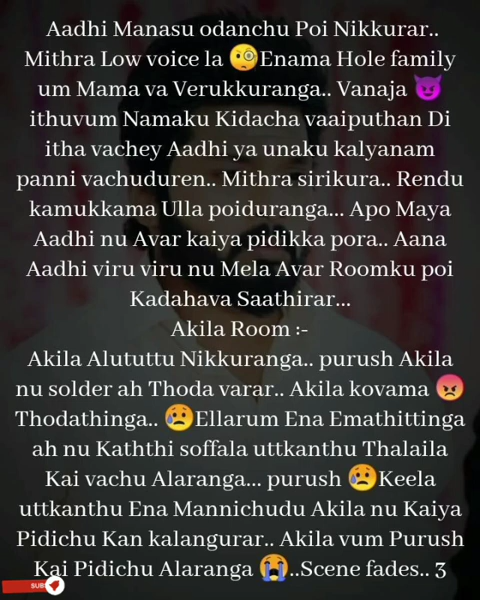 Aadhi Manasu odanchu Poi Nikkurar..
Mithra Low voice la 🧐Enama Hole family
um Mama va Verukkuranga.. Vanaja 😈
ithuvum Namaku Kidacha vaaiputhan Di
itha vachey Aadhi ya unaku kalyanam
panni vachuduren.. Mithra sirikura.. Rendu
kamukkama Ulla poiduranga... Apo Maya
Aadhi nu Avar kaiya pidikka pora.. Aana
Aadhi viru viru nu Mela Avar Roomku poi
Kadahava Saathirar...
Akila Room :-
Akila Alututtu Nikkuranga.. purush Akila
nu solder ah Thoda varar.. Akila kovama 😡
Thodathinga.. 😢Ellarum Ena Emathittinga
ah nu Kaththi soffala uttkanthu Thalaila
Kai vachu Alaranga... purush 😢Keela
uttkanthu Ena Mannichudu Akila nu Kaiya
Pidichu Kan kalangurar.. Akila vum Purush
Kai Pidichu Alaranga 😭..Scene fades.. 3
SUBS